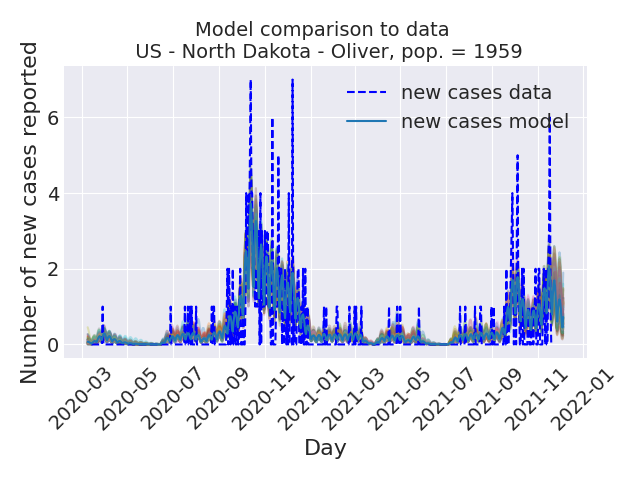 Model comparison to data
US - North Dakota - Oliver, pop. = 1959
Number of new cases reported
6
4
2
0
new cases data
new cases model
2020-03
2020-05
2020-07
2020-09
2020-11
2021-01
2021-03
2021-05
2021-07
2021-09
2021-11
2022-01
Day